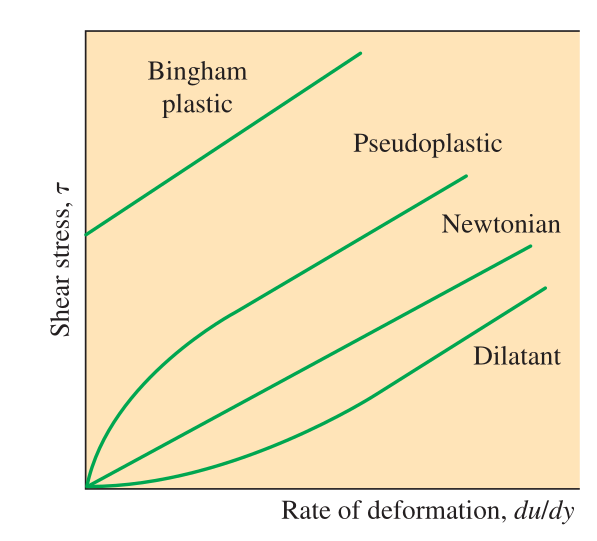 Bingham
plastic
Pseudoplastic
Newtonian
Dilatant
Shear stress, τ
Rate of deformation, du/dy